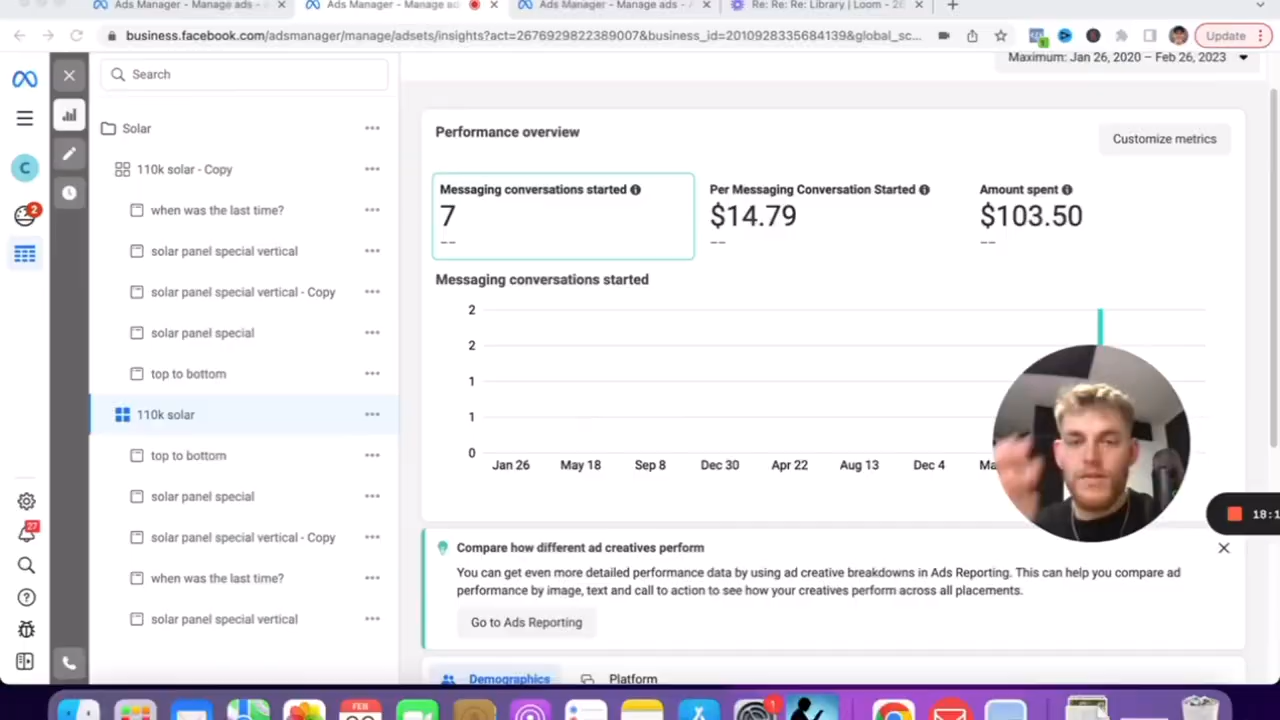 Ads Manager - Manage ads -
Ads Manager - Manage ad
Ads Manager - Manage ads -
Re: Re: Re: Library | Loom - 2
business.facebook.com/adsmanager/manage/adsets/insights?act=2676929822389007&business_id=2010928335684139&global_sc...
Update
Search
Maximum: Jan 26, 2020 – Feb 26, 2023
Solar
110k solar - Copy
when was the last time?
solar panel special vertical
solar panel special vertical - Copy
solar panel special
top to bottom
110k solar
top to bottom
solar panel special
solar panel special vertical - Copy
when was the last time?
solar panel special vertical
C
2
27
Performance overview
Customize metrics
Messaging conversations started
7
--
Per Messaging Conversation Started
$14.79
--
Amount spent
$103.50
--
Messaging conversations started
2
2
1
1
0
Jan 26 May 18 Sep 8 Dec 30 Apr 22 Aug 13 Dec 4
18:1
Compare how different ad creatives perform
You can get even more detailed performance data by using ad creative breakdowns in Ads Reporting. This can help you compare ad
performance by image, text and call to action to see how your creatives perform across all placements.
Go to Ads Reporting
Demographics
Platform
FEB
1